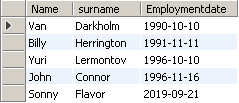 Name surname Employmentdate
Van Darkholm 1990-10-10
Billy Herrington 1991-11-11
Yuri Lermontov 1996-10-10
John Connor 1996-11-16
Sonny Flavor 2019-09-21